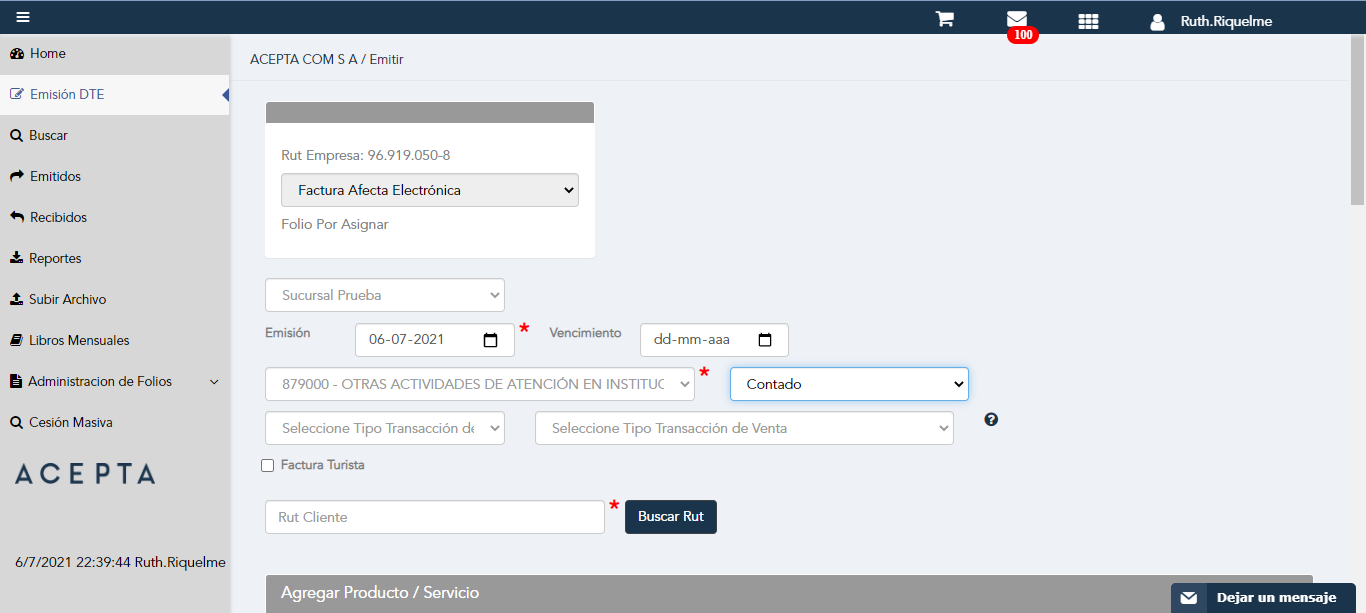 Ruth.Riquelme
100
Home
Emisión DTE
Buscar
Emitidos
Recibidos
Reportes
Subir Archivo
Libros Mensuales
Administracion de Folios
Cesión Masiva
ACEPTA
6/7/2021 22:39:44 Ruth.Riquelme
ACEPTA COM S A / Emitir
Rut Empresa: 96.919.050-8
Factura Afecta Electrónica
Folio Por Asignar
Sucursal Prueba
Emisión 06-07-2021 * Vencimiento dd-mm-aaa
879000 - OTRAS ACTIVIDADES DE ATENCIÓN EN INSTITUC * Contado
Seleccione Tipo Transacción de Seleccione Tipo Transacción de Venta
Factura Turista
Rut Cliente * Buscar Rut
Agregar Producto / Servicio
Dejar un mensaje